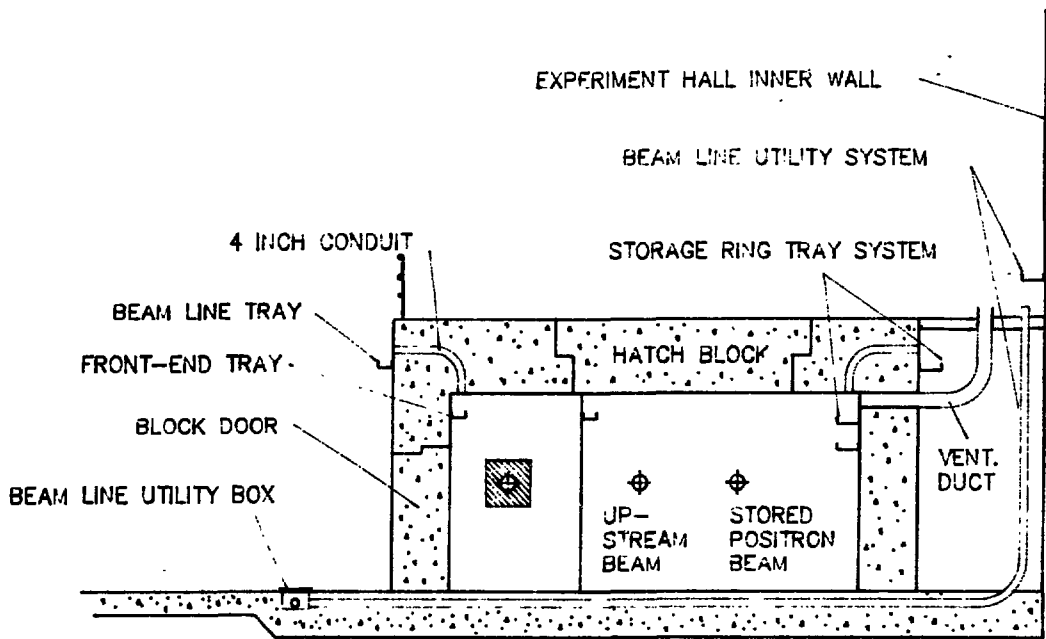 EXPERIMENT HALL INNER WALL
BEAM LINE UTILITY SYSTEM
4 INCH CONDUIT
STORAGE RING TRAY SYSTEM
BEAM LINE TRAY
HATCH BLOCK
FRONT-END TRAY
BLOCK DOOR
VENT.
DUCT
BEAM LINE UTILITY BOX
UP-
STREAM
BEAM
STORED
POSITRON
BEAM